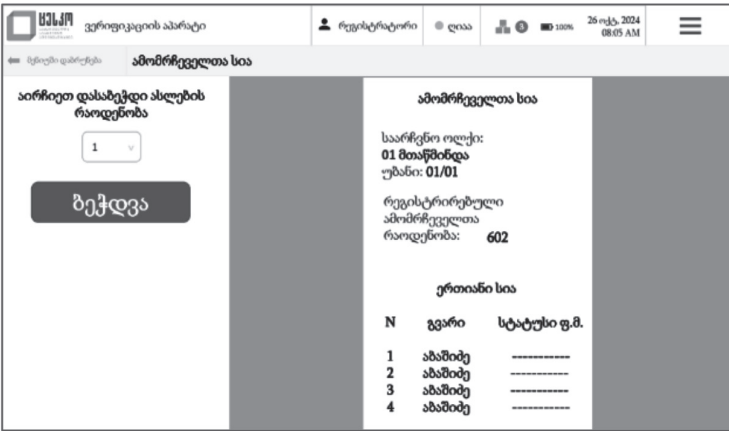 ცესკო
ვერიფიკაციის აპარატი
რეგისტრატორი
ღიაა
3
100%
26 ოქტ, 2024
08:05 AM
მენიუში დაბრუნება
ამომრჩეველთა სია
აირჩიეთ დასაბეჭდი ასლების
რაოდენობა
1
ბეჭდვა
ამომრჩეველთა სია
საარჩვნო ოლქი:
01 მთაწმინდა
უბანი: 01/01
რეგისტრირებული
ამომრჩეველთა
რაოდენობა: 602
ერთიანი სია
N გვარი სტატუსი ფ.მ.
1 აბაშიძე -----------
2 აბაშიძე -----------
3 აბაშიძე -----------
4 აბაშიძე -----------